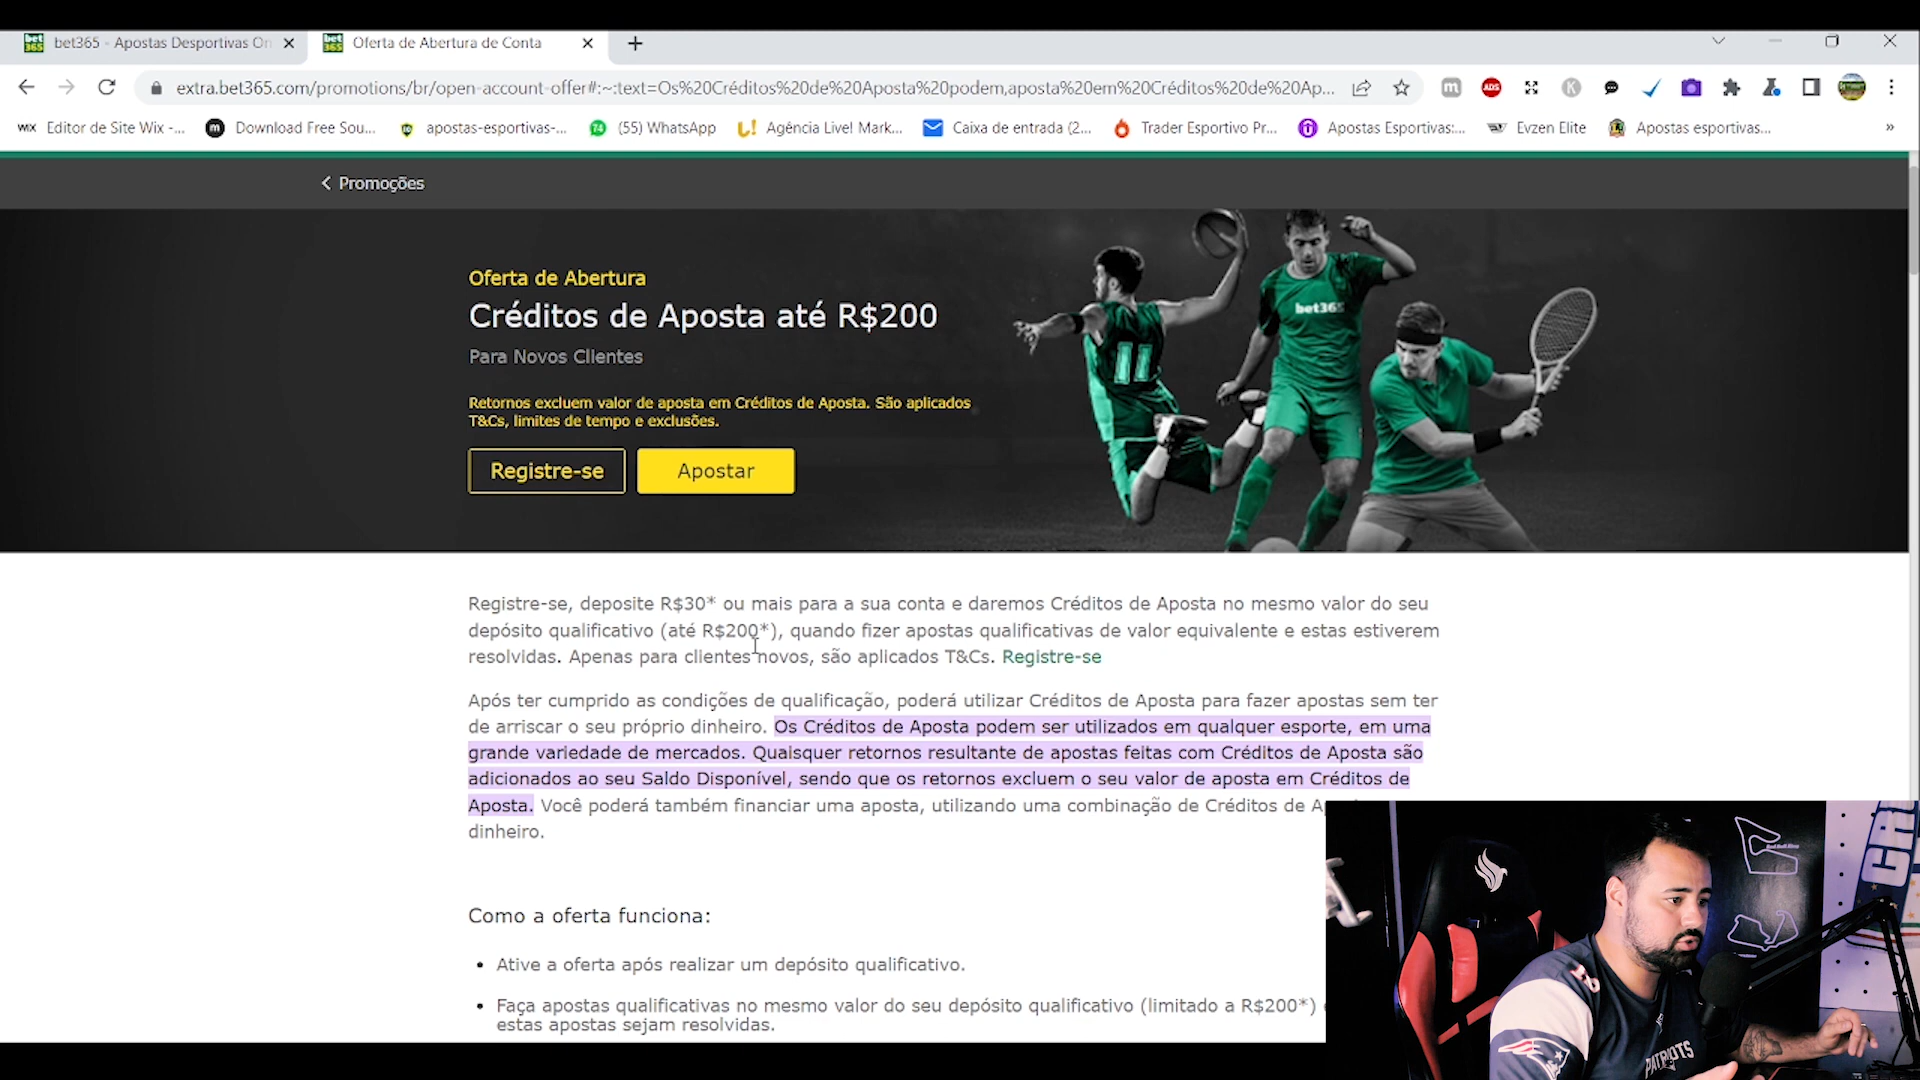 bet365 - Apostas Desportivas On
Oferta de Abertura de Conta
extra.bet365.com/promotions/br/open-account-offer#:~:text=Os%20Créditos%20de%20Aposta%20podem,aposta%20em%20Créditos%20de%20Ap...
Editor de Site Wix -...
Download Free Sou...
apostas-esportivas-...
(55) WhatsApp
Agência Live! Mark...
Caixa de entrada (2...
Trader Esportivo Pr...
Apostas Esportivas:...
Evzen Elite
Apostas esportivas...
Promoções
Oferta de Abertura
Créditos de Aposta até R$200
Para Novos Clientes
Retornos excluem valor de aposta em Créditos de Aposta. São aplicados
T&Cs, limites de tempo e exclusões.
Registre-se
Apostar
11
bet365
Registre-se, deposite R$30* ou mais para a sua conta e daremos Créditos de Aposta no mesmo valor do seu
depósito qualificativo (até R$200*), quando fizer apostas qualificativas de valor equivalente e estas estiverem
resolvidas. Apenas para clientes novos, são aplicados T&Cs. Registre-se
Após ter cumprido as condições de qualificação, poderá utilizar Créditos de Aposta para fazer apostas sem ter
de arriscar o seu próprio dinheiro. Os Créditos de Aposta podem ser utilizados em qualquer esporte, em uma
grande variedade de mercados. Quaisquer retornos resultante de apostas feitas com Créditos de Aposta são
adicionados ao seu Saldo Disponível, sendo que os retornos excluem o seu valor de aposta em Créditos de
Aposta. Você poderá também financiar uma aposta, utilizando uma combinação de Créditos de
dinheiro.
Como a oferta funciona:
• Ative a oferta após realizar um depósito qualificativo.
• Faça apostas qualificativas no mesmo valor do seu depósito qualificativo (limitado a R$200*)
estas apostas sejam resolvidas.
PATRIOTS